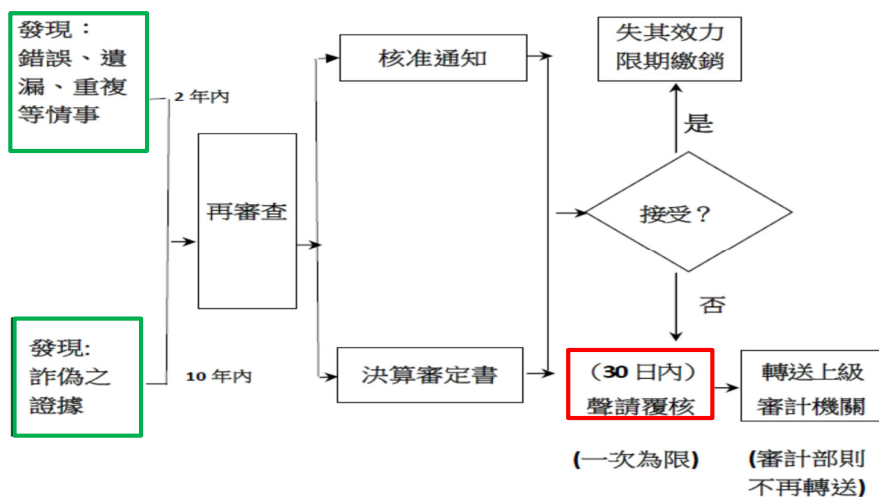 發現：
錯誤、遺
漏、重複
等情事
2 年內
再審查
發現:
詐偽之
證據
10 年內
核准通知
決算審定書
失其效力
限期繳銷
是
接受？
否
（30 日內）
聲請覆核
(一次為限)
轉送上級
審計機關
(審計部則
不再轉送)